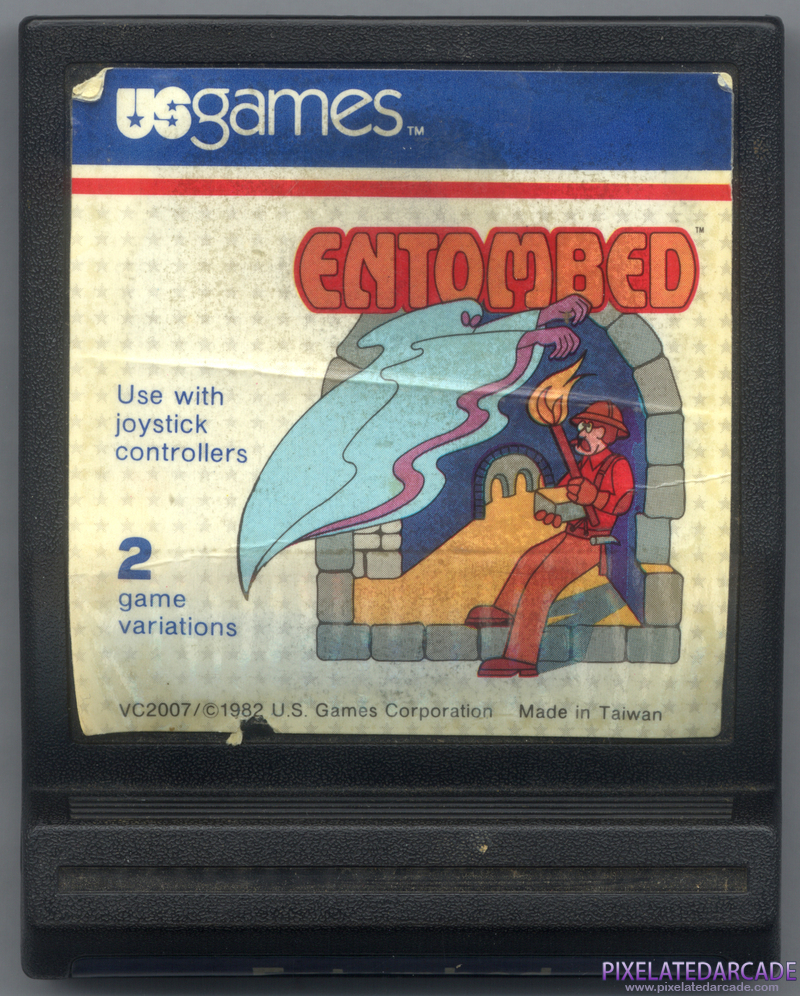 usgames™
ENTOMBED™
Use with
joystick
controllers
2
game
variations
VC2007/©1982 U.S. Games Corporation Made in Taiwan
PIXELATEDARCADE
www.pixelatedarcade.com